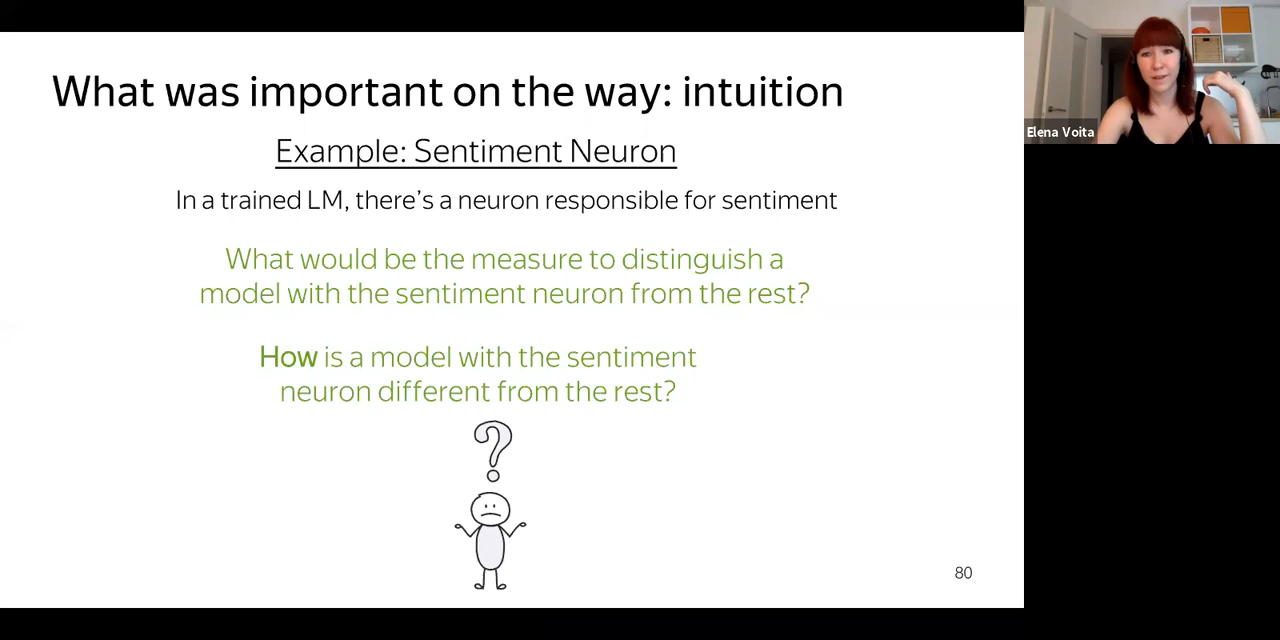 What was important on the way: intuition
Example: Sentiment Neuron
In a trained LM, there's a neuron responsible for sentiment
What would be the measure to distinguish a
model with the sentiment neuron from the rest?
How is a model with the sentiment
neuron different from the rest?
?
80
Elena Voita